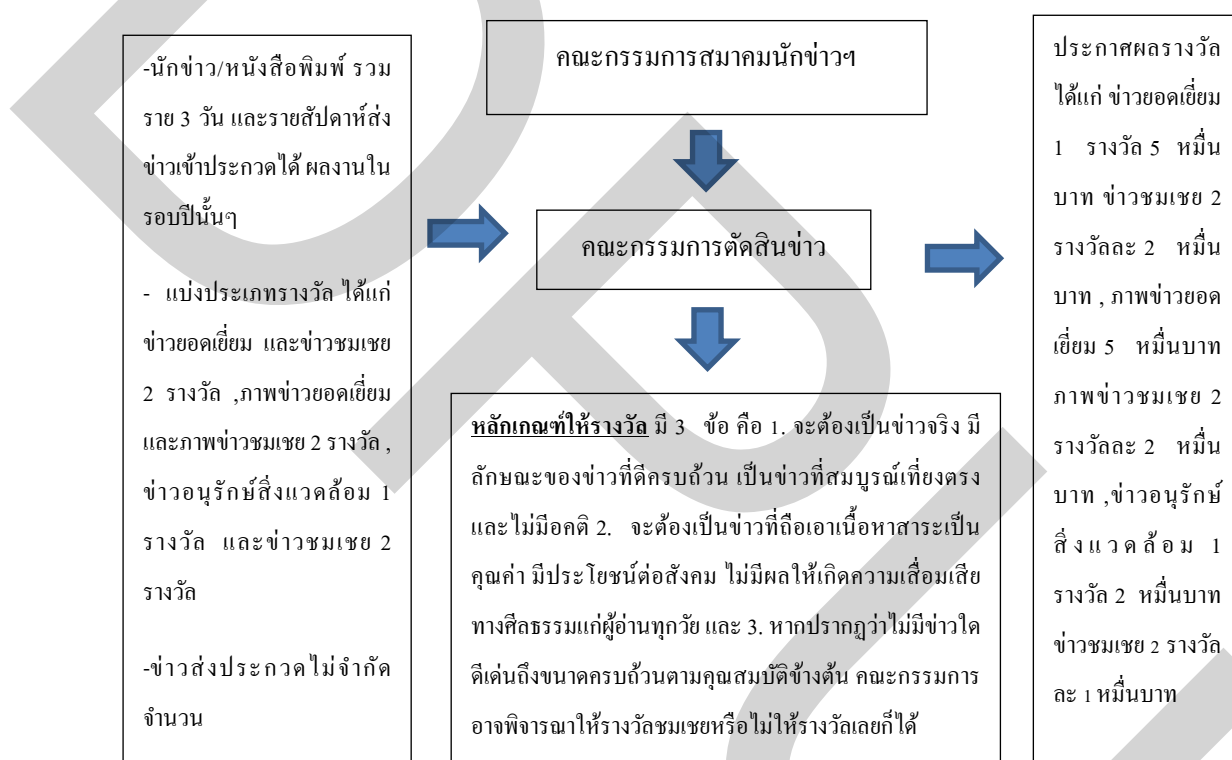 -นักข่าว/หนังสือพิมพ์ รวม
ราย 3 วัน และรายสัปดาห์ส่ง
ข่าวเข้าประกวดได้ ผลงานใน
รอบปีนั้นๆ
- แบ่งประเภทรางวัล ได้แก่
ข่าวยอดเยี่ยม และข่าวชมเชย
2 รางวัล ,ภาพข่าวยอดเยี่ยม
และภาพข่าวชมเชย 2 รางวัล ,
ข่าวอนุรักษ์สิ่งแวดล้อม 1
รางวัล และข่าวชมเชย 2
รางวัล
-ข่าวส่งประกวดไม่จำกัด
จำนวน
คณะกรรมการสมาคมนักข่าวฯ
คณะกรรมการตัดสินข่าว
หลักเกณฑ์ให้รางวัล มี 3 ข้อ คือ 1. จะต้องเป็นข่าวจริง มี
ลักษณะของข่าวที่ดีครบถ้วน เป็นข่าวที่สมบูรณ์เที่ยงตรง
และไม่มีอคติ 2. จะต้องเป็นข่าวที่ถือเอาเนื้อหาสาระเป็น
คุณค่า มีประโยชน์ต่อสังคม ไม่มีผลให้เกิดความเสื่อมเสีย
ทางศีลธรรมแก่ผู้อ่านทุกวัย และ 3. หากปรากฏว่าไม่มีข่าวใด
ดีเด่นถึงขนาดครบถ้วนตามคุณสมบัติข้างต้น คณะกรรมการ
อาจพิจารณาให้รางวัลชมเชยหรือไม่ให้รางวัลเลยก็ได้
ประกาศผลรางวัล
ได้แก่ ข่าวยอดเยี่ยม
1 รางวัล 5 หมื่น
บาท ข่าวชมเชย 2
รางวัลละ 2 หมื่น
บาท , ภาพข่าวยอด
เยี่ยม 5 หมื่นบาท
ภาพข่าวชมเชย 2
รางวัลละ 2 หมื่น
บาท ,ข่าวอนุรักษ์
สิ่งแวดล้อม 1
รางวัล 2 หมื่นบาท
ข่าวชมเชย 2 รางวัล
ละ 1 หมื่นบาท